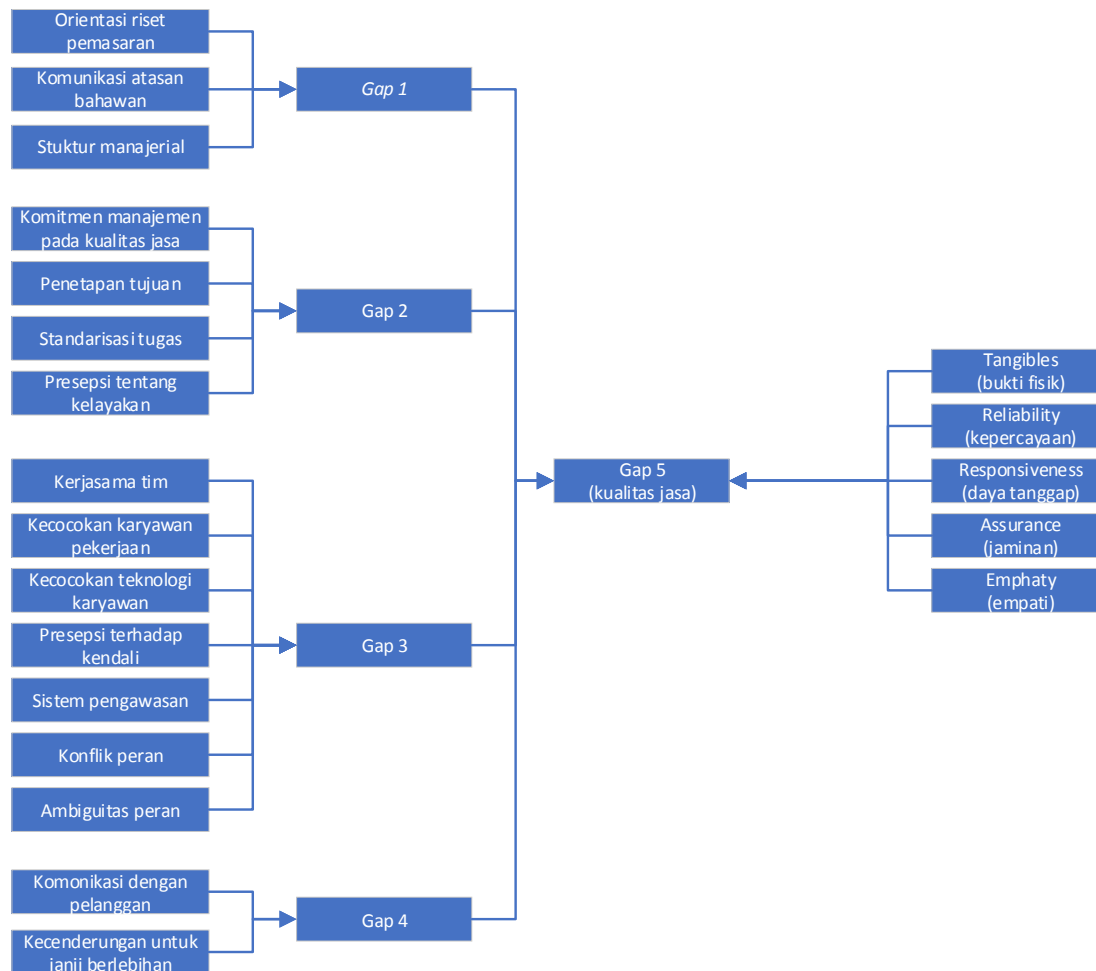 Orientasi riset
pemasaran
Komunikasi atasan
bahawan
Stuktur manajerial
Gap 1
Komitmen manajemen
pada kualitas jasa
Penetapan tujuan
Standarisasi tugas
Presepsi tentang
kelayakan
Gap 2
Kerjasama tim
Kecocokan karyawan
pekerjaan
Kecocokan teknologi
karyawan
Presepsi terhadap
kendali
Sistem pengawasan
Konflik peran
Ambiguitas peran
Gap 3
Komonikasi dengan
pelanggan
Kecenderungan untuk
janji berlebihan
Gap 4
Gap 5
(kualitas jasa)
Tangibles
(bukti fisik)
Reliability
(kepercayaan)
Responsiveness
(daya tanggap)
Assurance
(jaminan)
Emphaty
(empati)